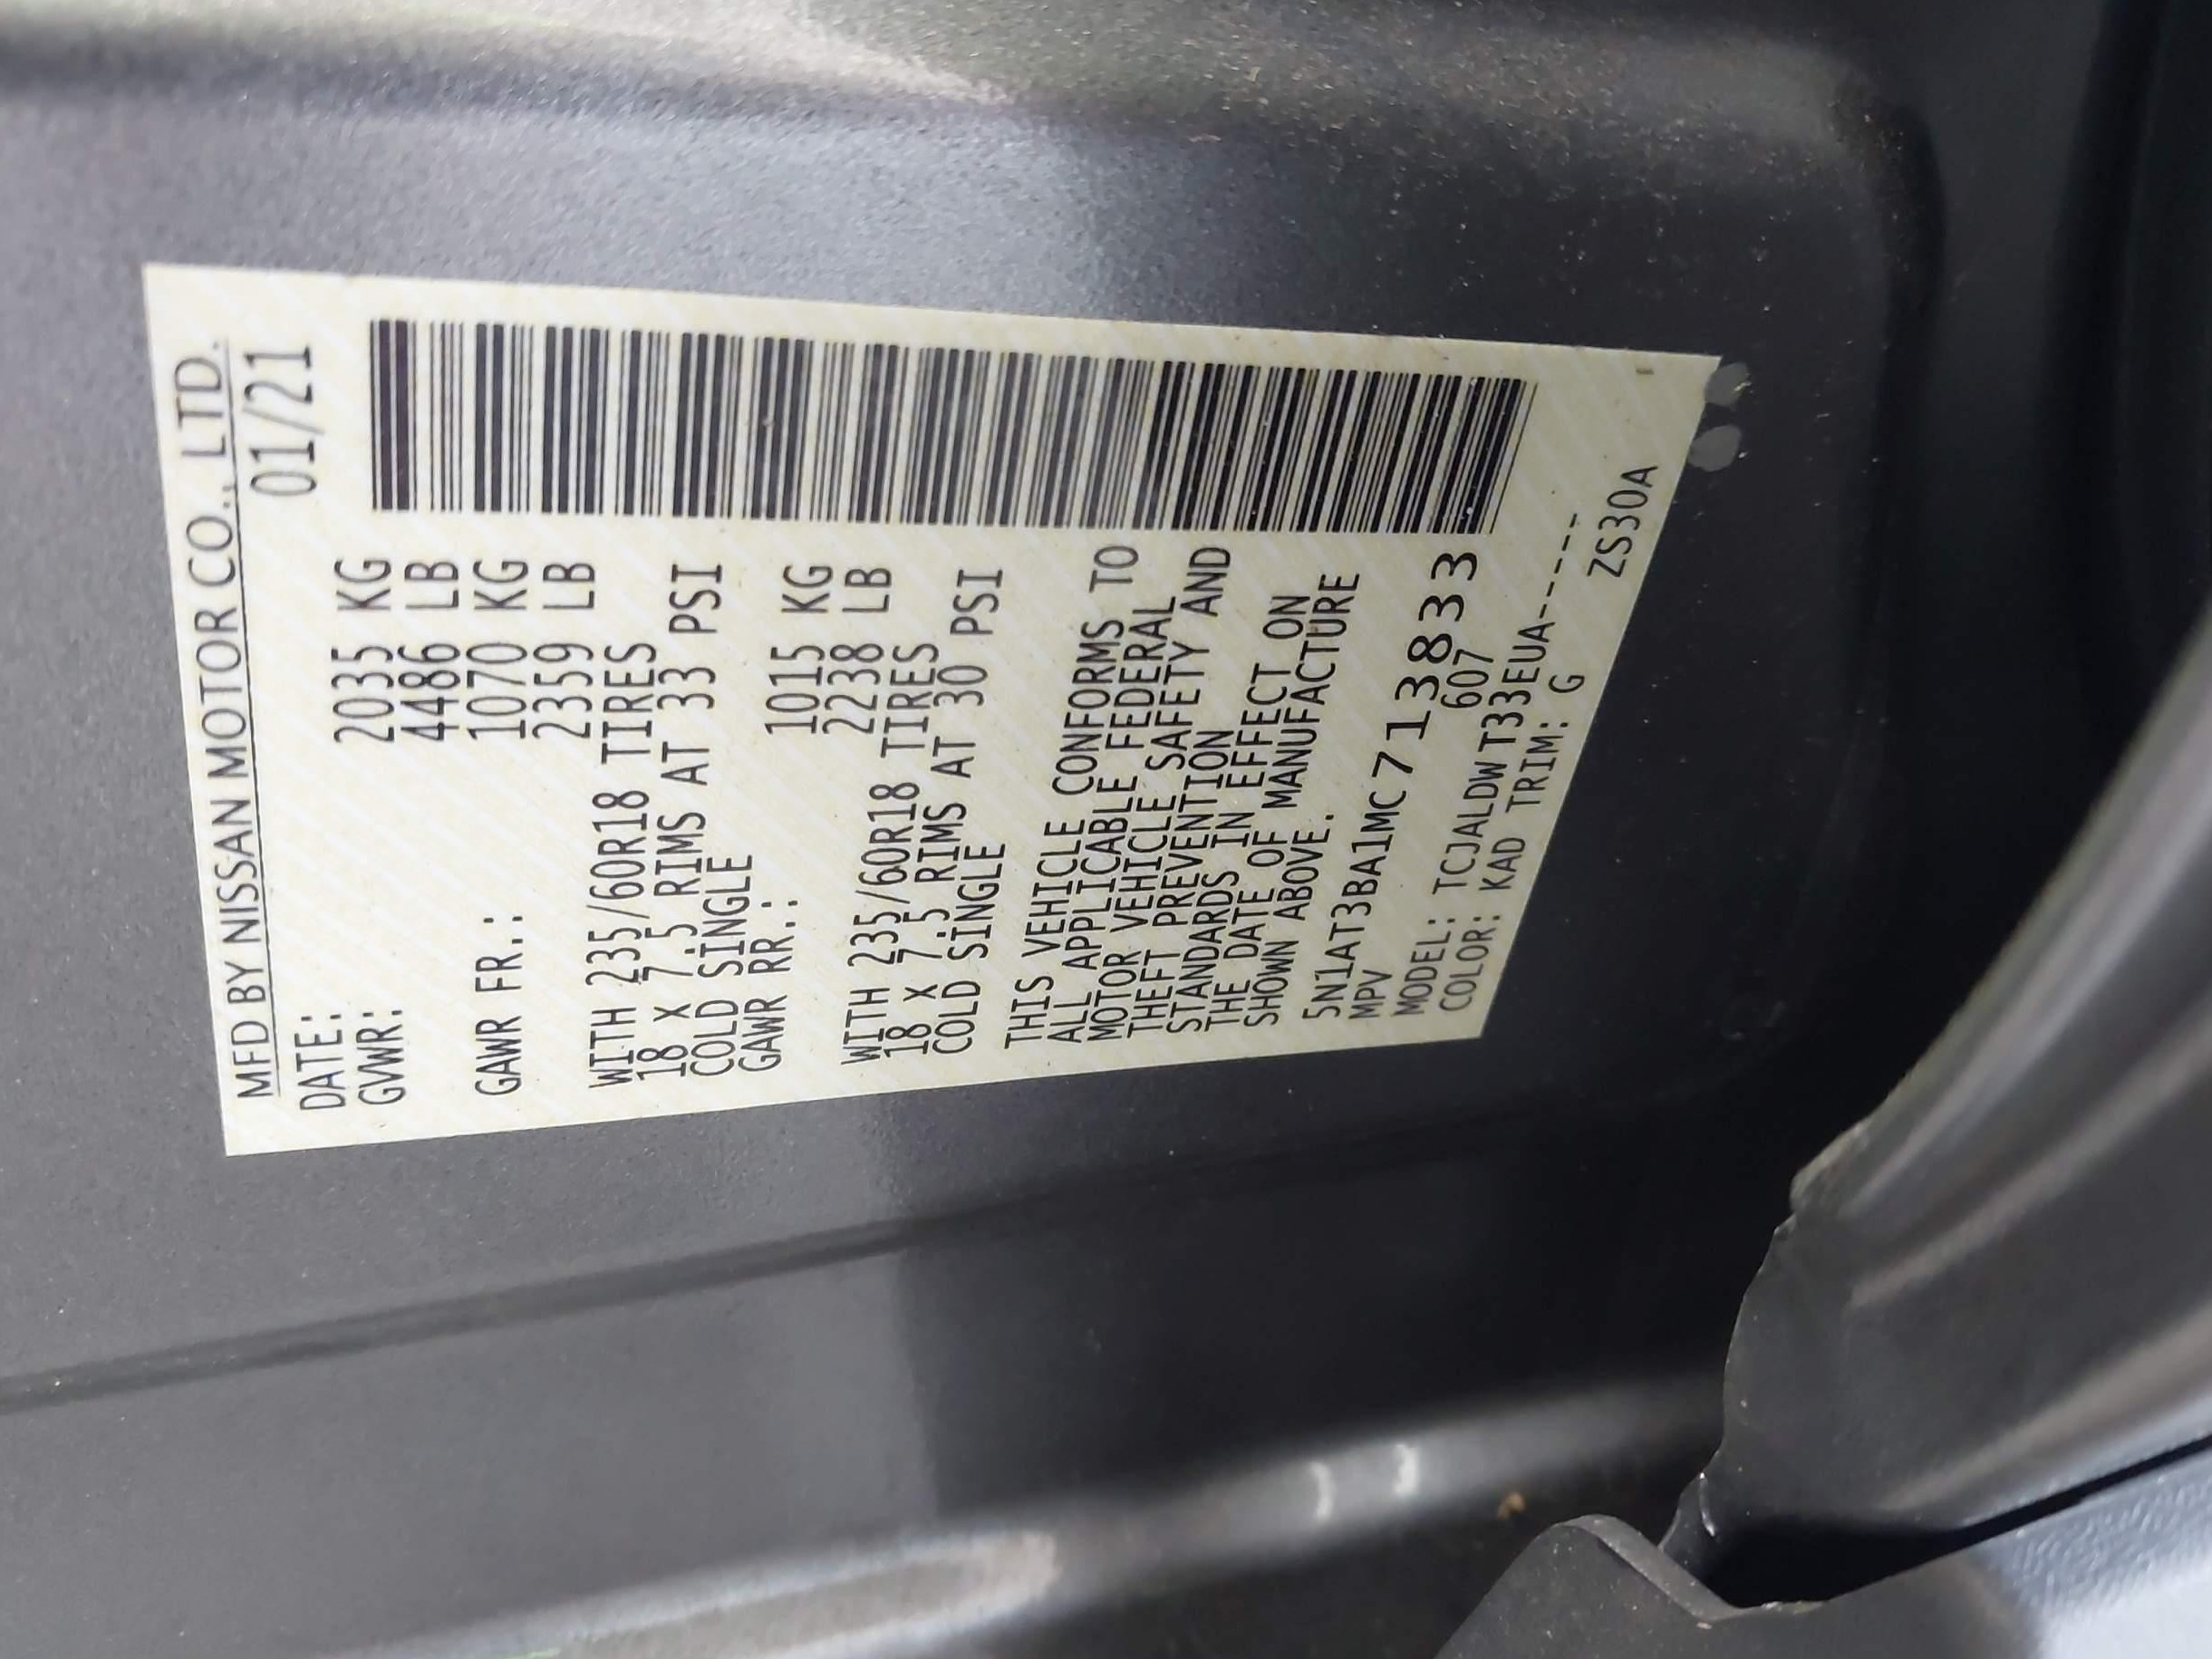 MFD BY NISSAN MOTOR CO., LTD.
DATE: 01/21
GVWR: 2035 KG
4486 LB
GAWR FR.: 1070 KG
2359 LB
WITH 235/60R18 TIRES
18 X 7.5 RIMS AT 33 PSI
COLD SINGLE
GAWR RR.: 1015 KG
2238 LB
WITH 235/60R18 TIRES
18 X 7.5 RIMS AT 30 PSI
COLD SINGLE
THIS VEHICLE CONFORMS TO
ALL APPLICABLE FEDERAL
MOTOR VEHICLE SAFETY AND
THEFT PREVENTION
STANDARDS IN EFFECT ON
THE DATE OF MANUFACTURE
SHOWN ABOVE.
5N1AT3BA1MC713833
MPV 607
MODEL: TCJALDWT33EUA------
COLOR: KAD TRIM: G
ZS30A